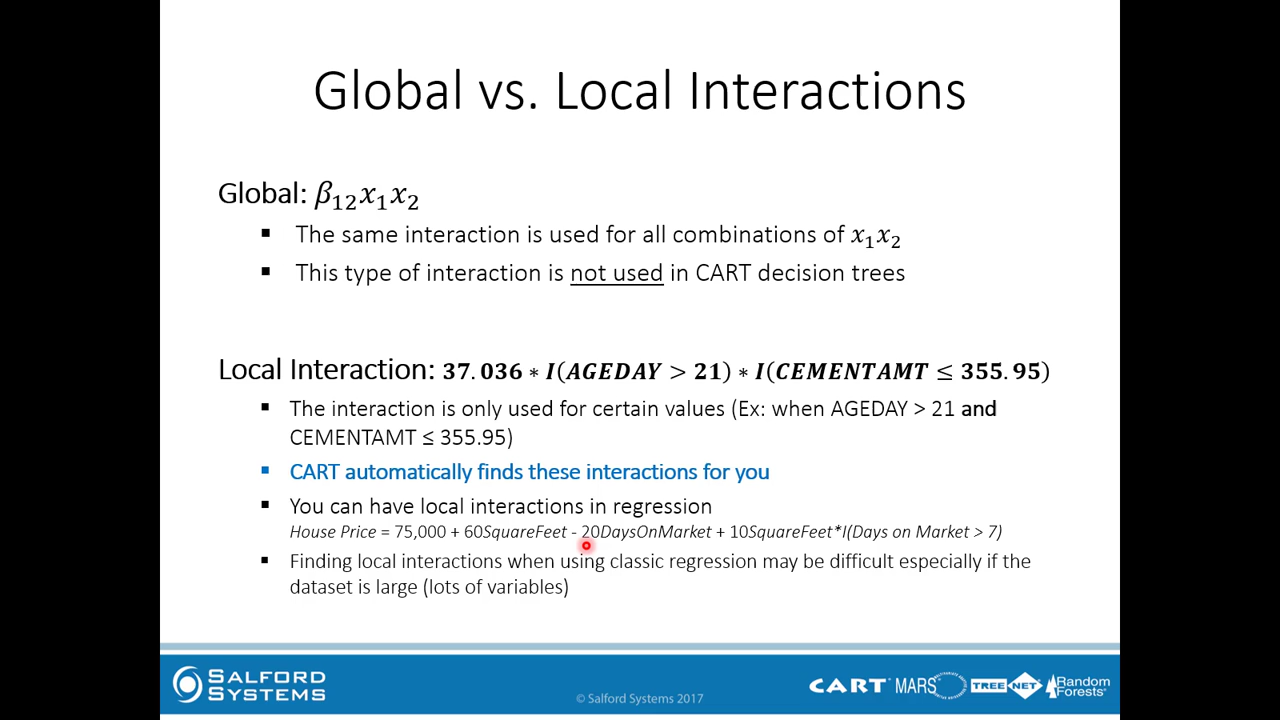 Global vs. Local Interactions
Global: β₁₂x₁x₂
▪ The same interaction is used for all combinations of x₁x₂
▪ This type of interaction is not used in CART decision trees
Local Interaction: 37.036 ∗ I(AGEDAY > 21) ∗ I(CEMENTAMT ≤ 355.95)
▪ The interaction is only used for certain values (Ex: when AGEDAY > 21 and
CEMENTAMT ≤ 355.95)
▪ CART automatically finds these interactions for you
▪ You can have local interactions in regression
House Price = 75,000 + 60SquareFeet - 20DaysOnMarket + 10SquareFeet*I(Days on Market > 7)
▪ Finding local interactions when using classic regression may be difficult especially if the
dataset is large (lots of variables)
SALFORD
SYSTEMS
© Salford Systems 2017
CART MARS TREENET Random
Forests